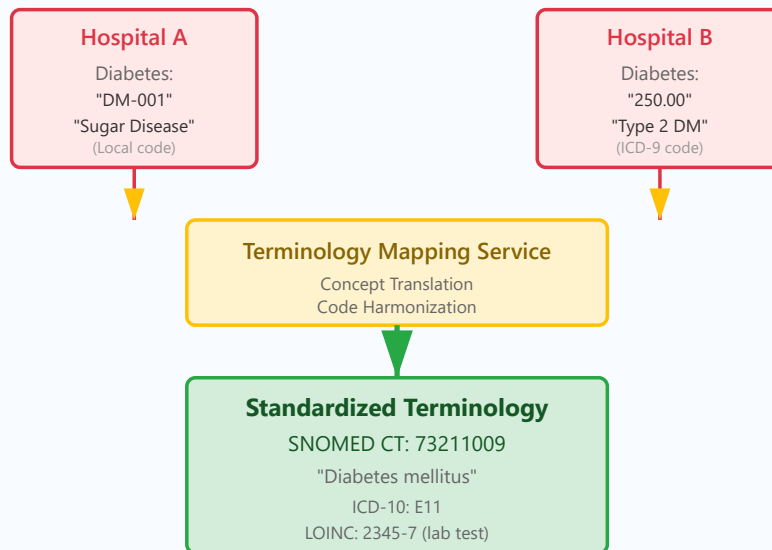 Hospital A
Diabetes:
"DM-001"
"Sugar Disease"
(Local code)
Hospital B
Diabetes:
"250.00"
"Type 2 DM"
(ICD-9 code)
Terminology Mapping Service
Concept Translation
Code Harmonization
Standardized Terminology
SNOMED CT: 73211009
"Diabetes mellitus"
ICD-10: E11
LOINC: 2345-7 (lab test)